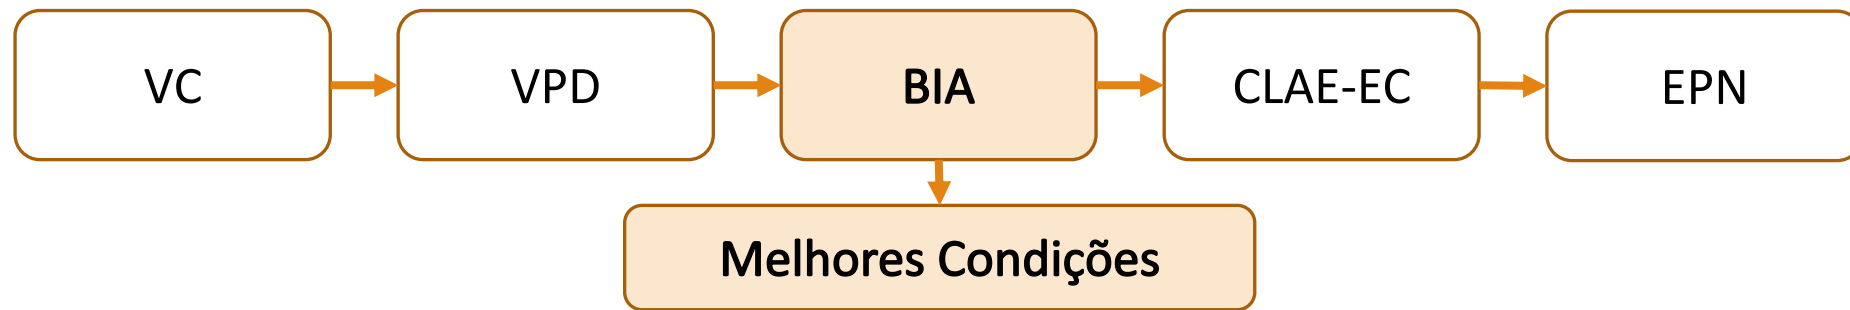 VC
VPD
BIA
CLAE-EC
EPN
Melhores Condições